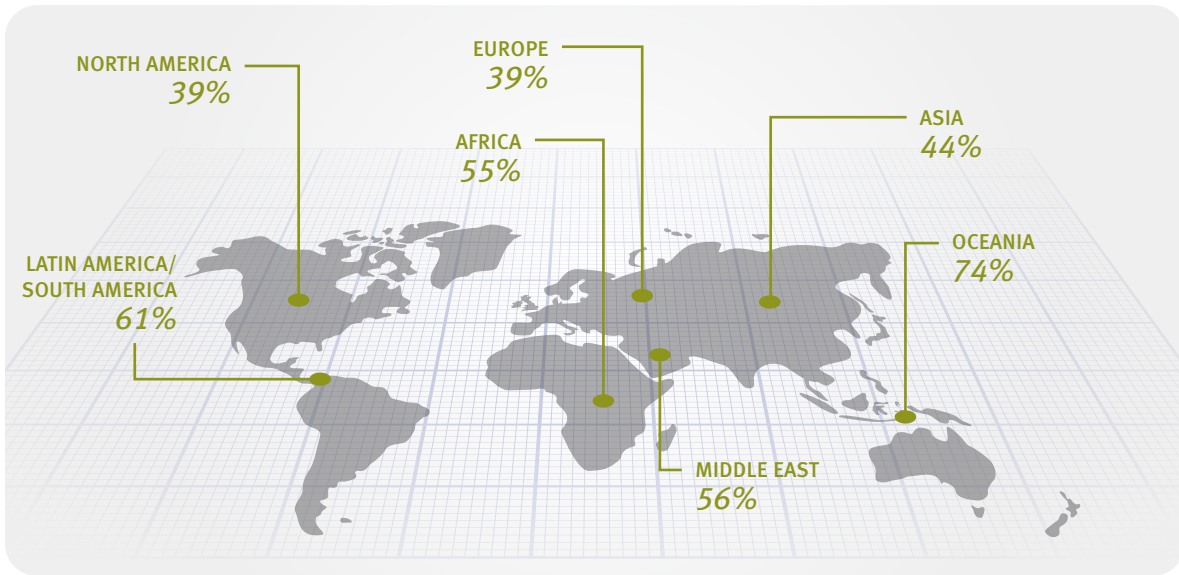 NORTH AMERICA
39%
EUROPE
39%
AFRICA
55%
ASIA
44%
LATIN AMERICA/
SOUTH AMERICA
61%
OCEANIA
74%
MIDDLE EAST
56%